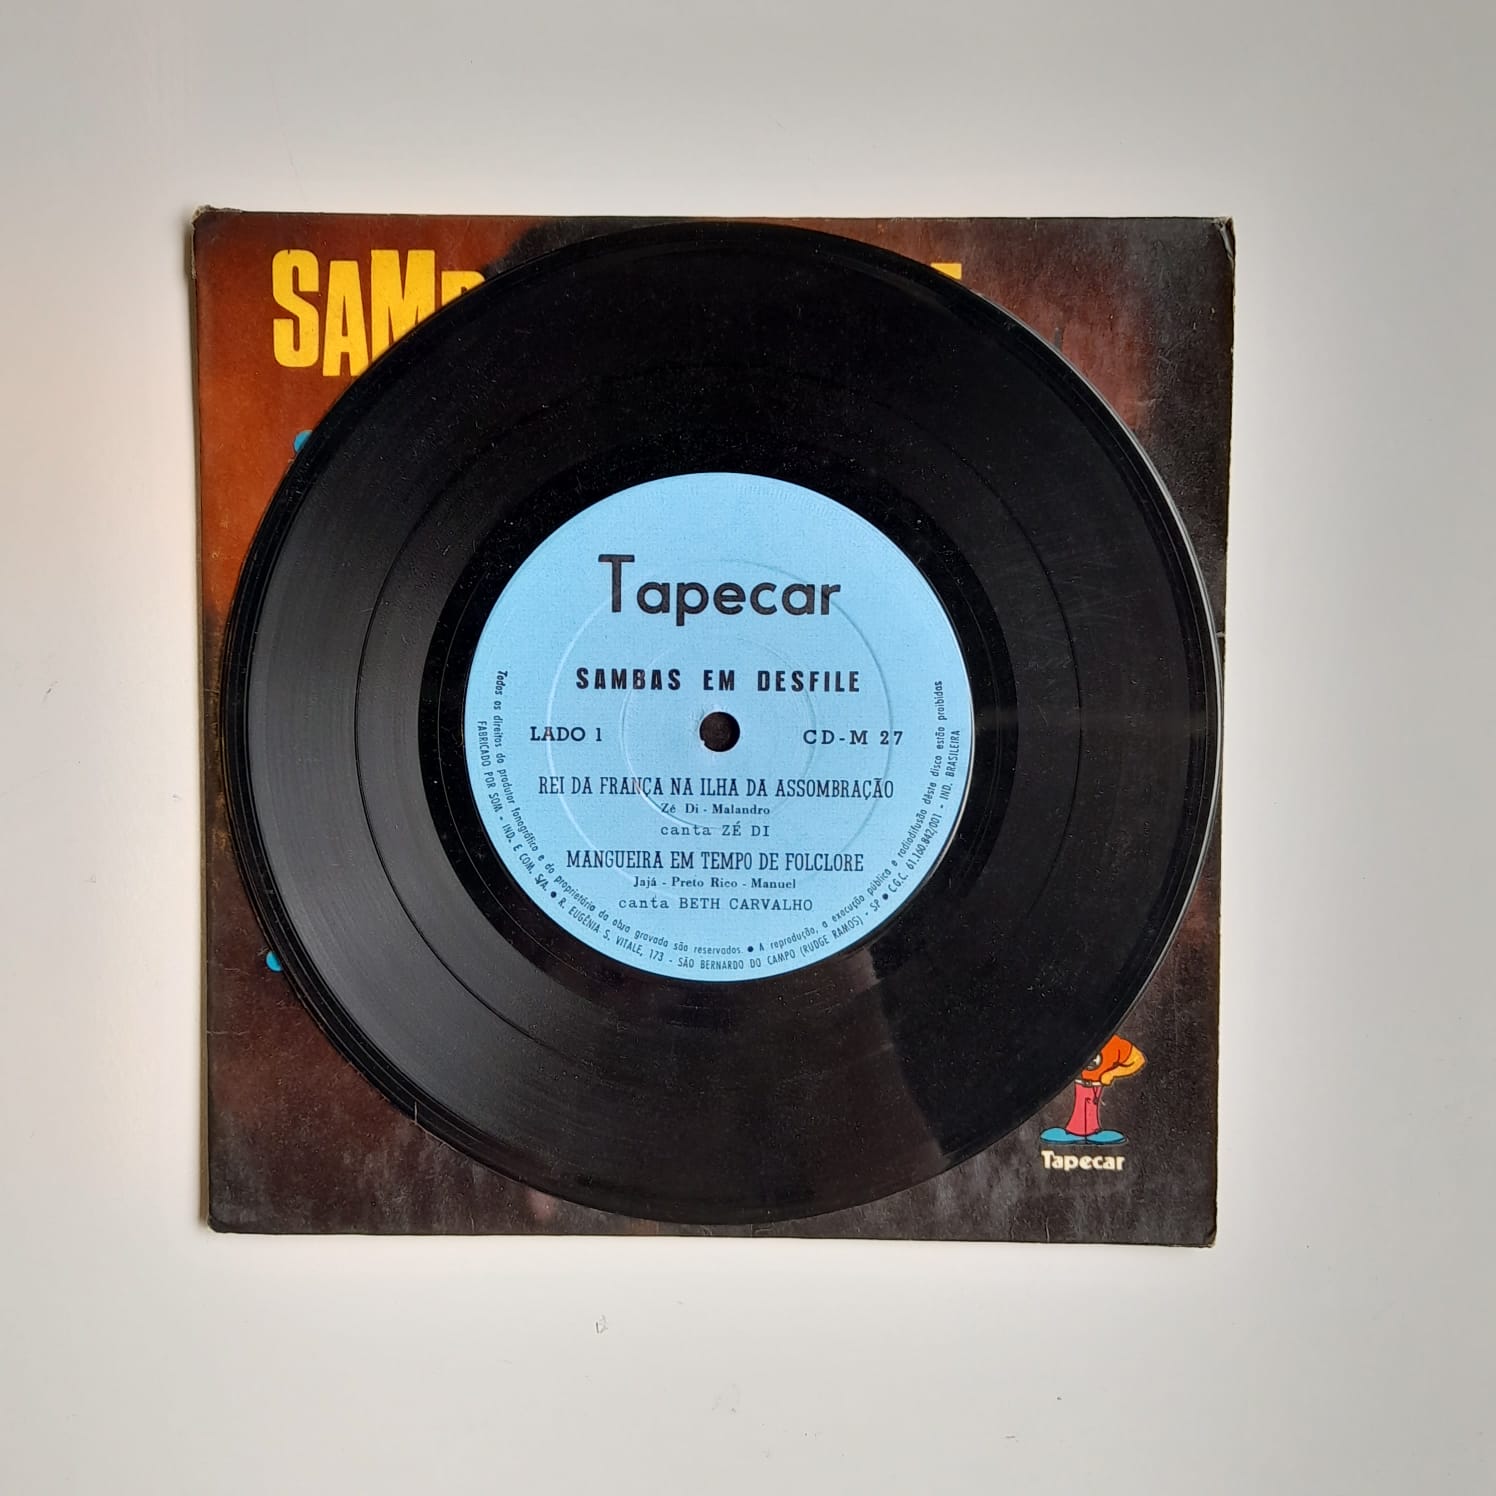 SAM
Tapecar
SAMBAS EM DESFILE
LADO 1
CD-M 27
REI DA FRANÇA NA ILHA DA ASSOMBRAÇÃO
Zé Di - Malandro
canta ZÉ DI
MANGUEIRA EM TEMPO DE FOLCLORE
Jajá - Preto Rico - Manuel
canta BETH CARVALHO
Todos os direitos do produtor fonográfico e do proprietário da obra gravada são reservados. ● A reprodução, a execução pública e radiodifusão dêste disco estão proibidas
FABRICADO POR SOM - IND. E COM. S/A. ● R. EUGÊNIA S. VITALE, 173 - SÃO BERNARDO DO CAMPO (RUDGE RAMOS) - SP ● C.G.C. 61.160.842/001 - IND. BRASILEIRA
Tapecar